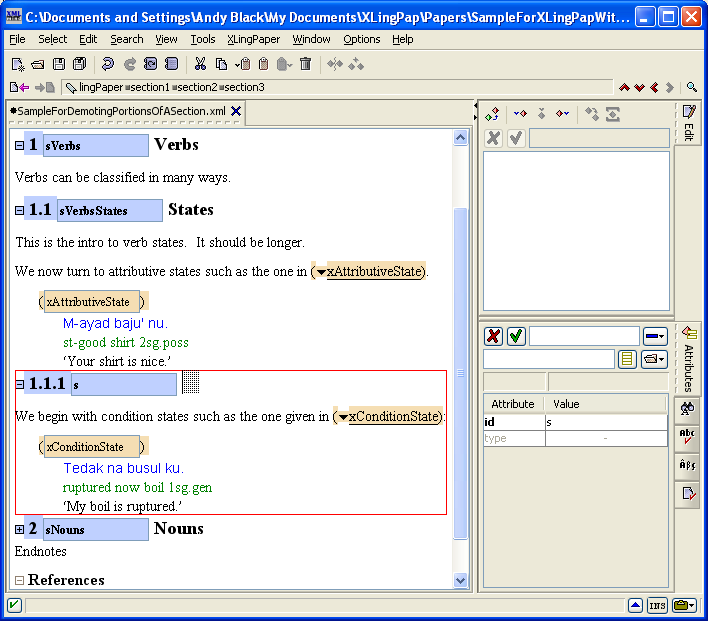 C:\Documents and Settings\Andy Black\My Documents\XLingPap\Papers\SampleForXLingPapWit...
File Select Edit Search View Tools XLingPaper Window Options Help
lingPaper section1 section2 section3
SampleForDemotingPortionsOfASection.xml
1 sVerbs Verbs
Verbs can be classified in many ways.
1.1 sVerbsStates States
This is the intro to verb states. It should be longer.
We now turn to attributive states such as the one in (xAttributiveState).
(xAttributiveState)
M-ayad baju' nu.
st-good shirt 2sg.poss
‘Your shirt is nice.’
1.1.1 s
We begin with condition states such as the one given in (xConditionState):
(xConditionState)
Tedak na busul ku.
ruptured now boil 1sg.gen
‘My boil is ruptured.’
2 sNouns Nouns
Endnotes
References
Edit
Attributes
Attribute Value
id s
type -
Abc
Äβς
INS